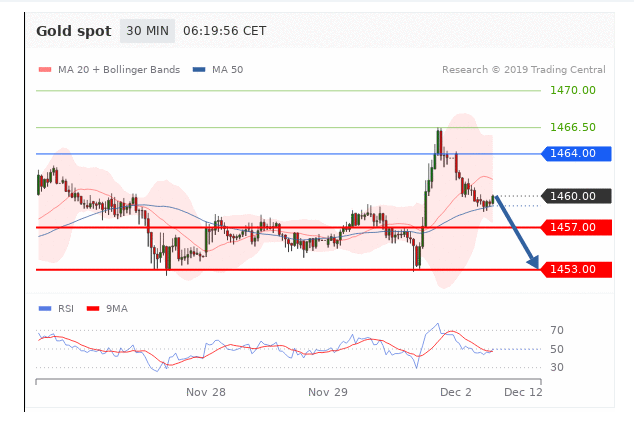 Gold spot 30 MIN 06:19:56 CET
MA 20 + Bollinger Bands MA 50 Research © 2019 Trading Central
1470.00
1466.50
1464.00
1460.00
1457.00
1453.00
RSI 9MA
70
50
30
Nov 28 Nov 29 Dec 2 Dec 12